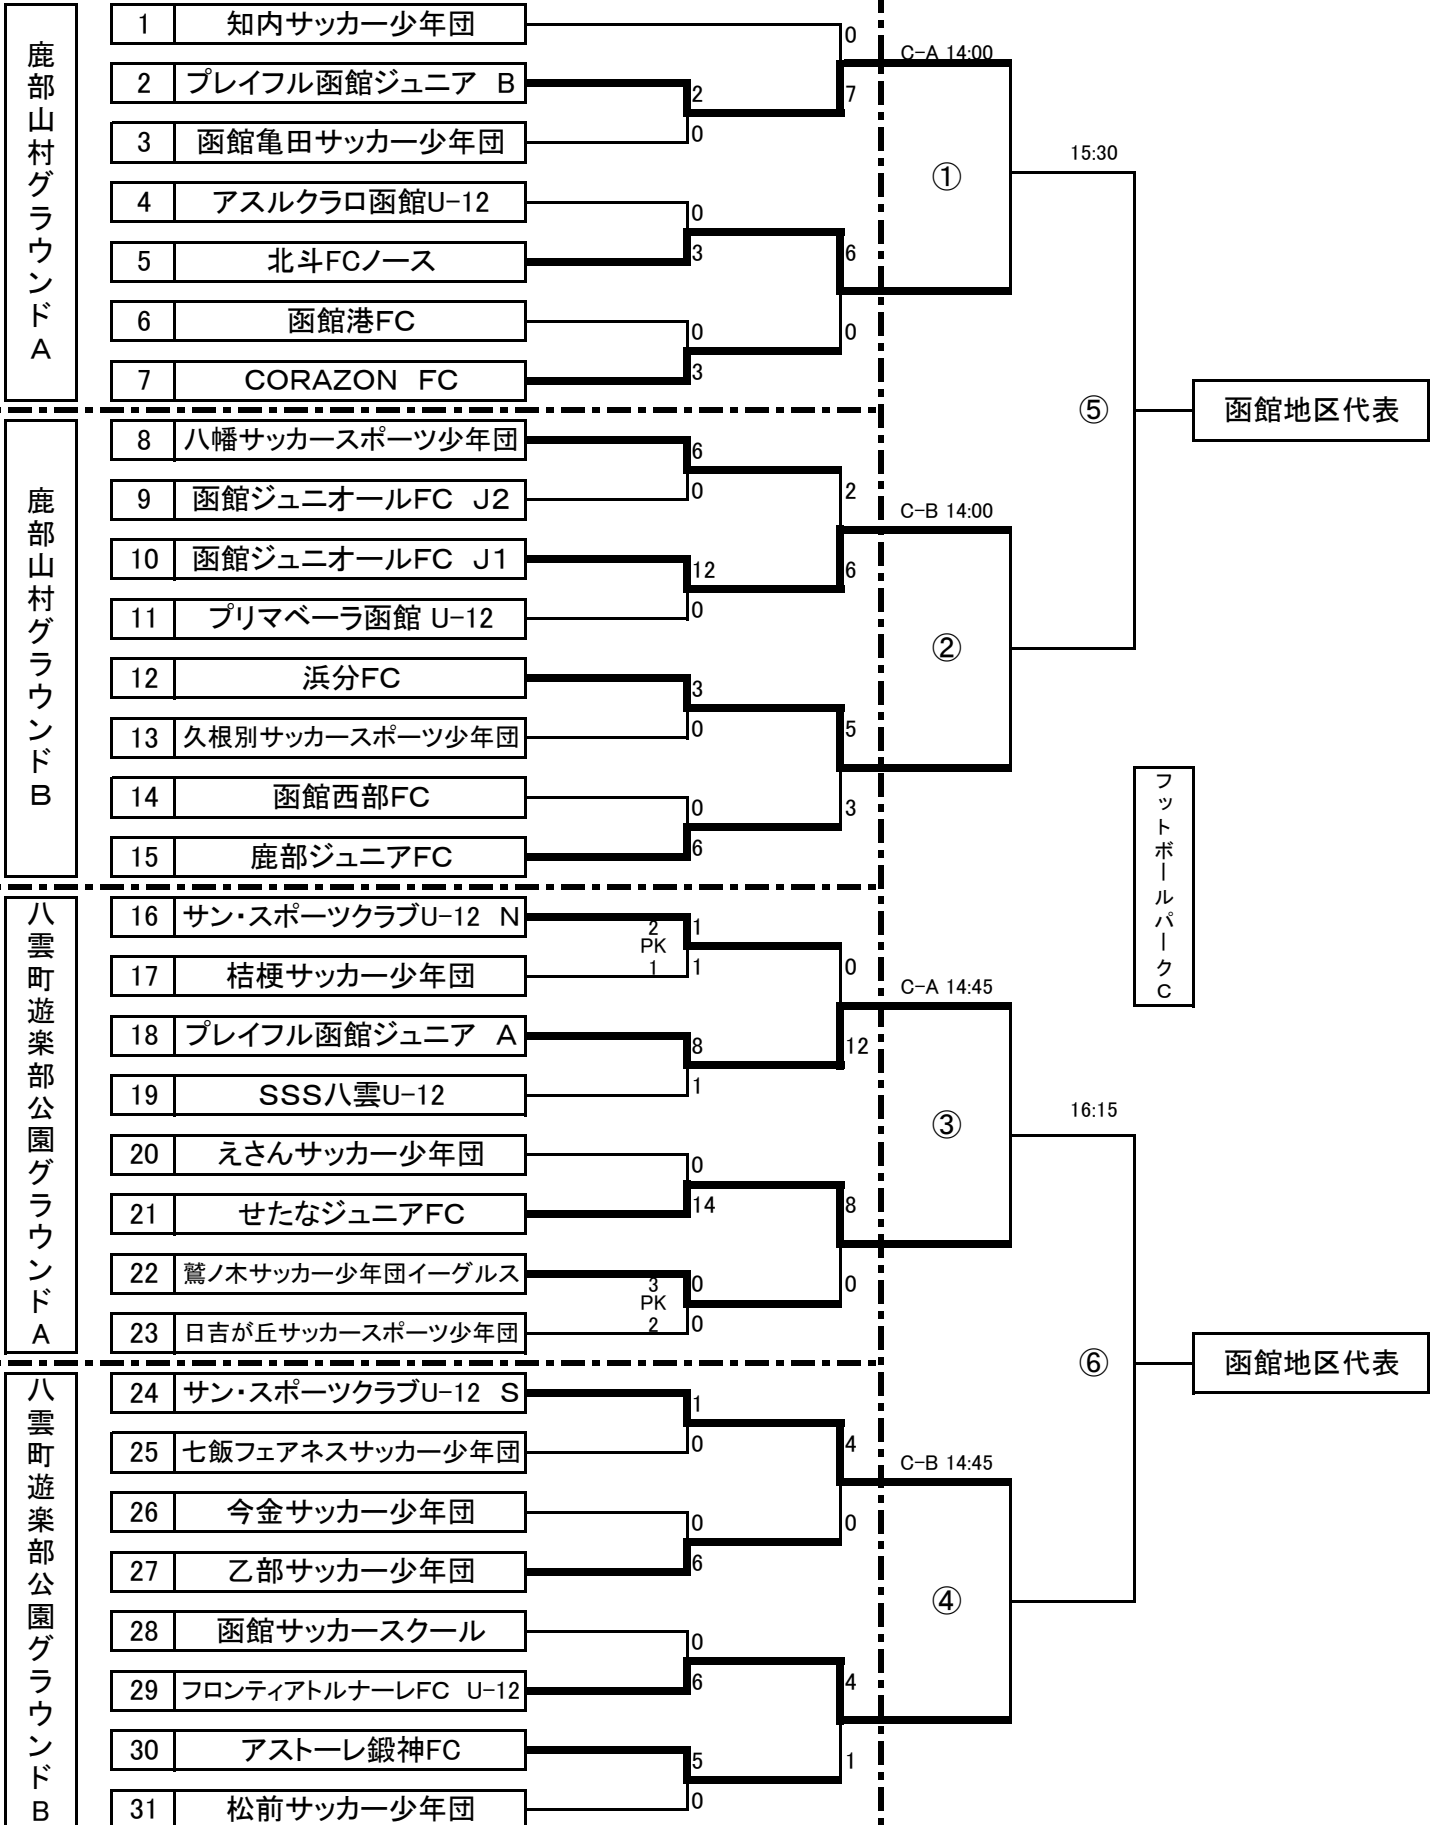 鹿部山村グラウンドA
1 知内サッカー少年団
0
C-A 14:00
2 プレイフル函館ジュニア B
2
7
3 函館亀田サッカー少年団
0
15:30
①
4 アスルクラロ函館U-12
0
5 北斗FCノース
3
6
6 函館港FC
0
0
7 CORAZON FC
3
⑤
函館地区代表
鹿部山村グラウンドB
8 八幡サッカースポーツ少年団
6
9 函館ジュニオールFC J2
0
2
C-B 14:00
10 函館ジュニオールFC J1
12
6
11 プリマベーラ函館 U-12
0
②
12 浜分FC
3
13 久根別サッカースポーツ少年団
0
5
14 函館西部FC
0
3
15 鹿部ジュニアFC
6
フットボールパークC
八雲町遊楽部公園グラウンドA
16 サン・スポーツクラブU-12 N
2 PK 1
1
17 桔梗サッカー少年団
1
0
C-A 14:45
18 プレイフル函館ジュニア A
8
12
19 SSS八雲U-12
1
③
16:15
20 えさんサッカー少年団
0
21 せたなジュニアFC
14
8
22 鷲ノ木サッカー少年団イーグルス
3 PK 2
0
0
23 日吉が丘サッカースポーツ少年団
0
⑥
函館地区代表
八雲町遊楽部公園グラウンドB
24 サン・スポーツクラブU-12 S
1
25 七飯フェアネスサッカー少年団
0
4
C-B 14:45
26 今金サッカー少年団
0
0
27 乙部サッカー少年団
6
④
28 函館サッカースクール
0
29 フロンティアトルナーレFC U-12
6
4
30 アストーレ鍛神FC
5
1
31 松前サッカー少年団
0